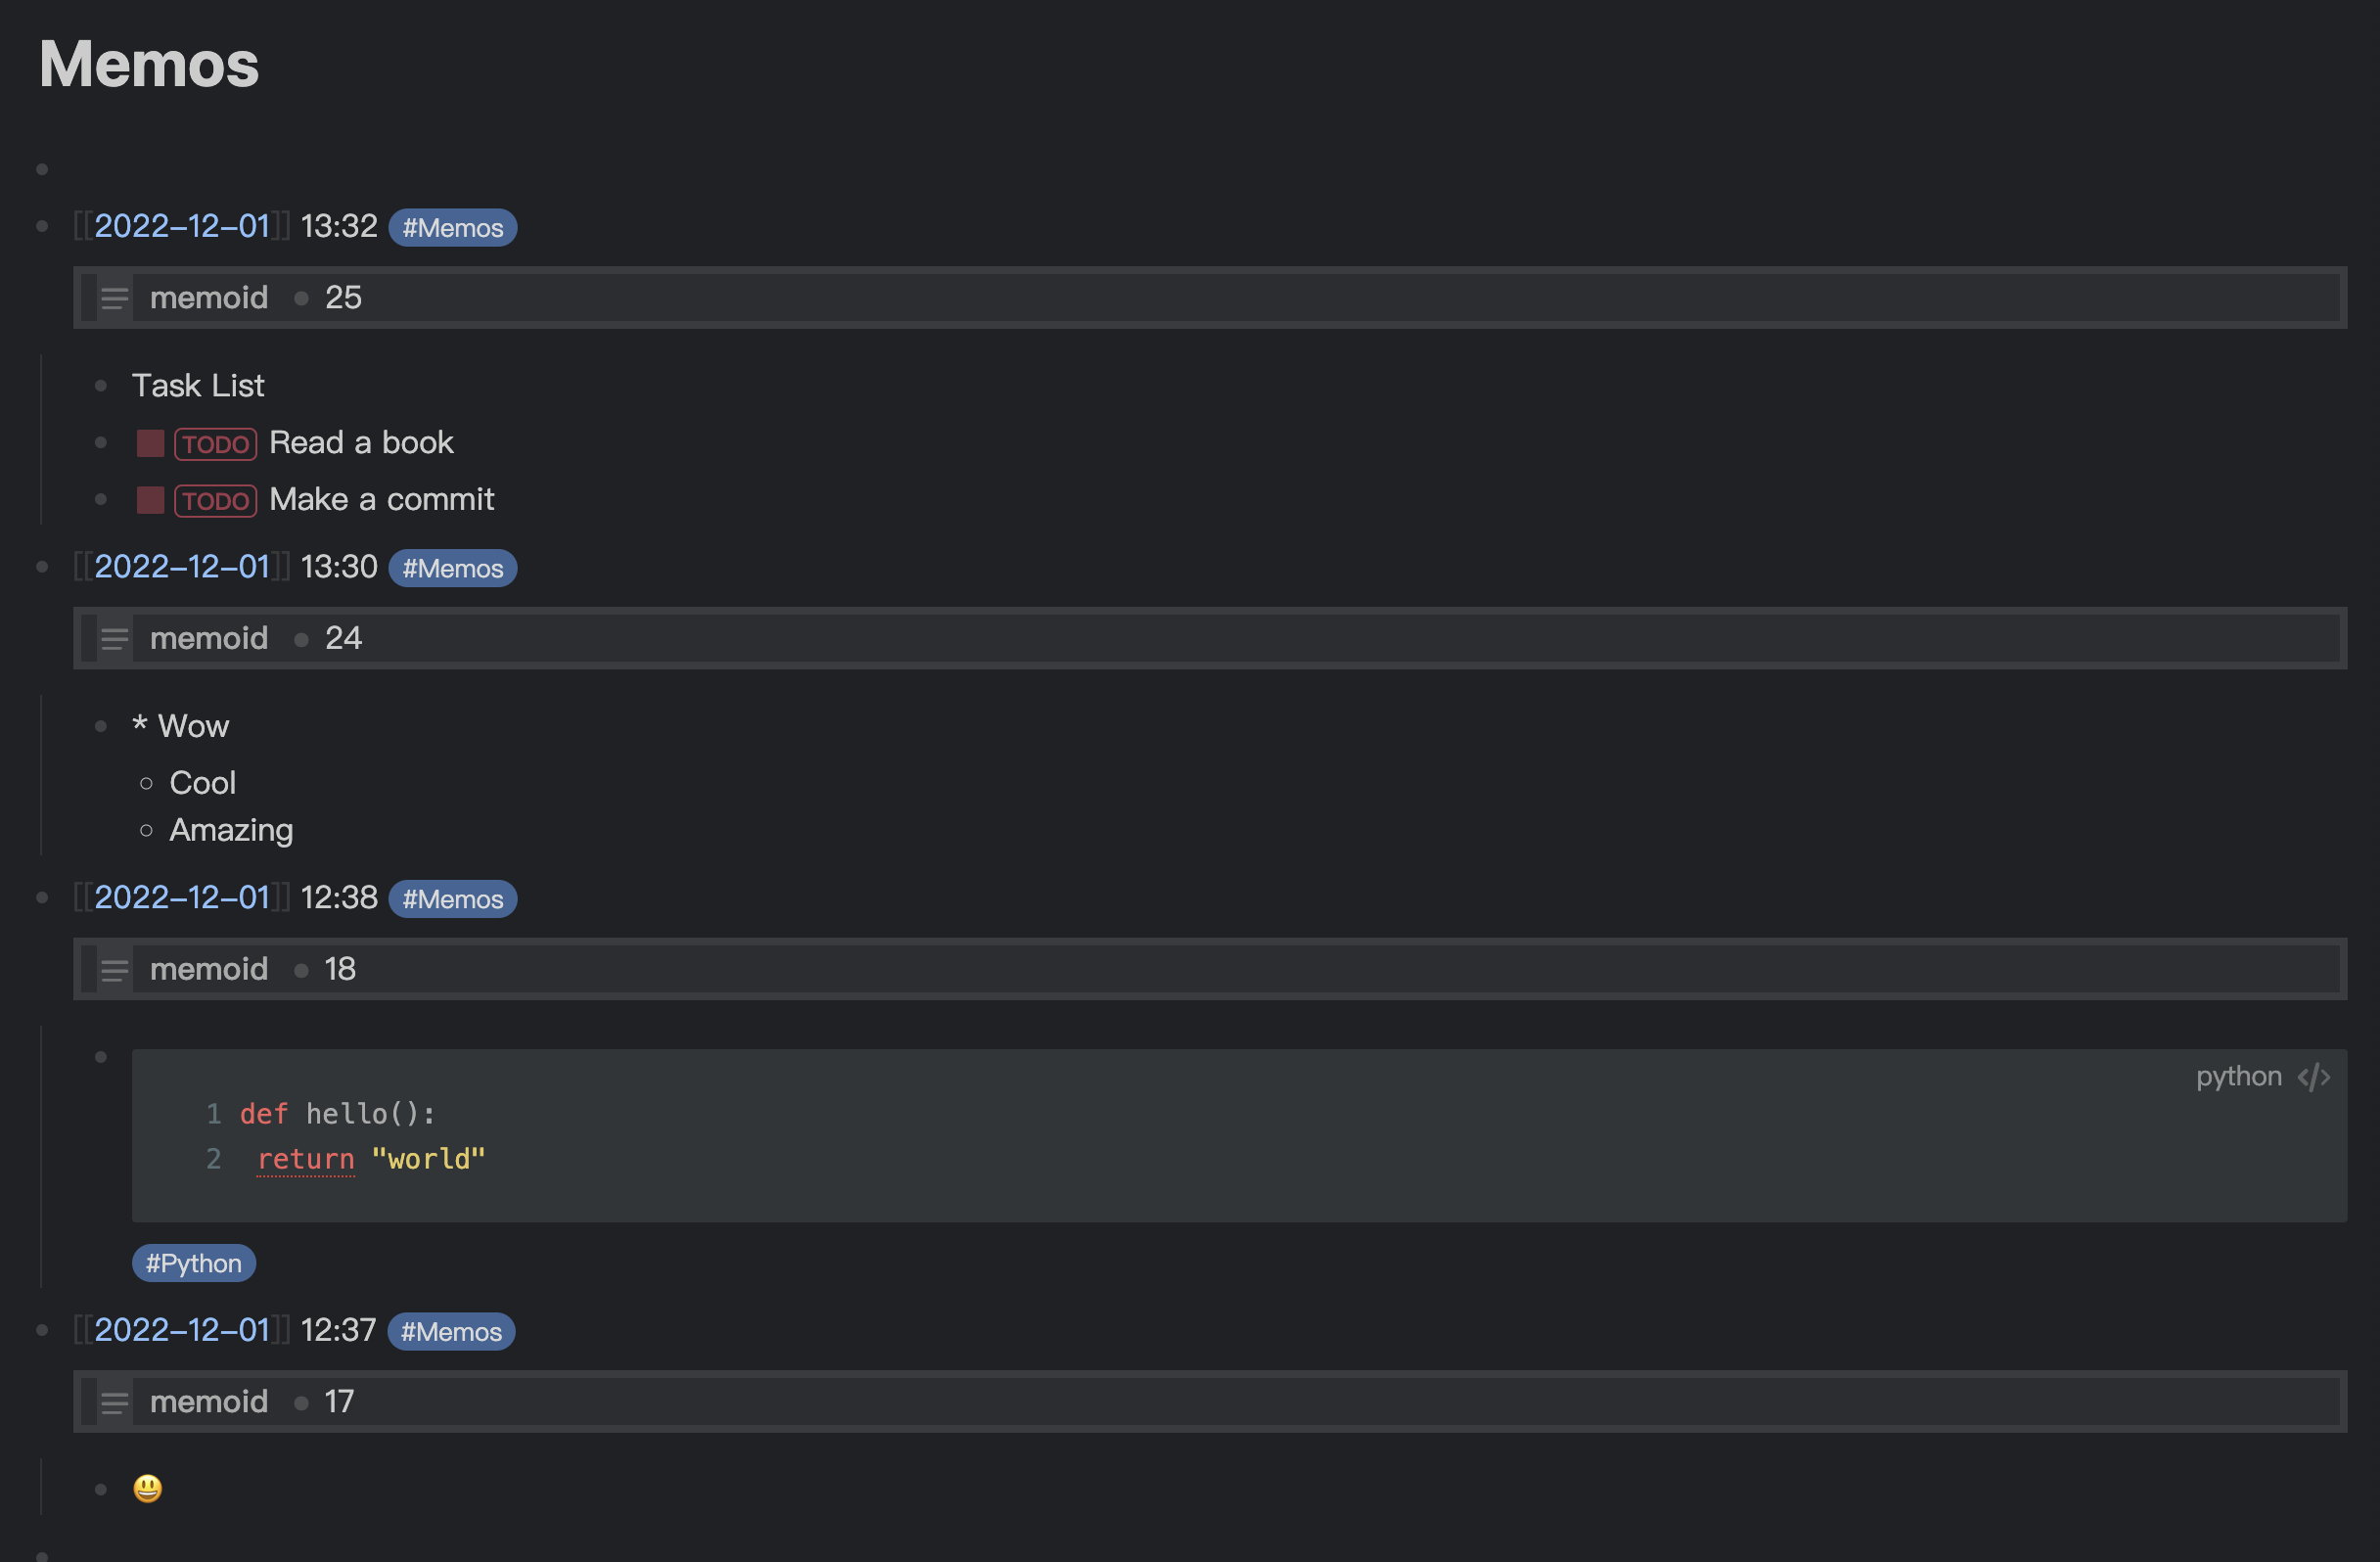 Memos
[[2022-12-01]] 13:32 #Memos
memoid 25
Task List
TODO Read a book
TODO Make a commit
[[2022-12-01]] 13:30 #Memos
memoid 24
* Wow
Cool
Amazing
[[2022-12-01]] 12:38 #Memos
memoid 18
python </>
1 def hello():
2  return "world"
#Python
[[2022-12-01]] 12:37 #Memos
memoid 17
😃